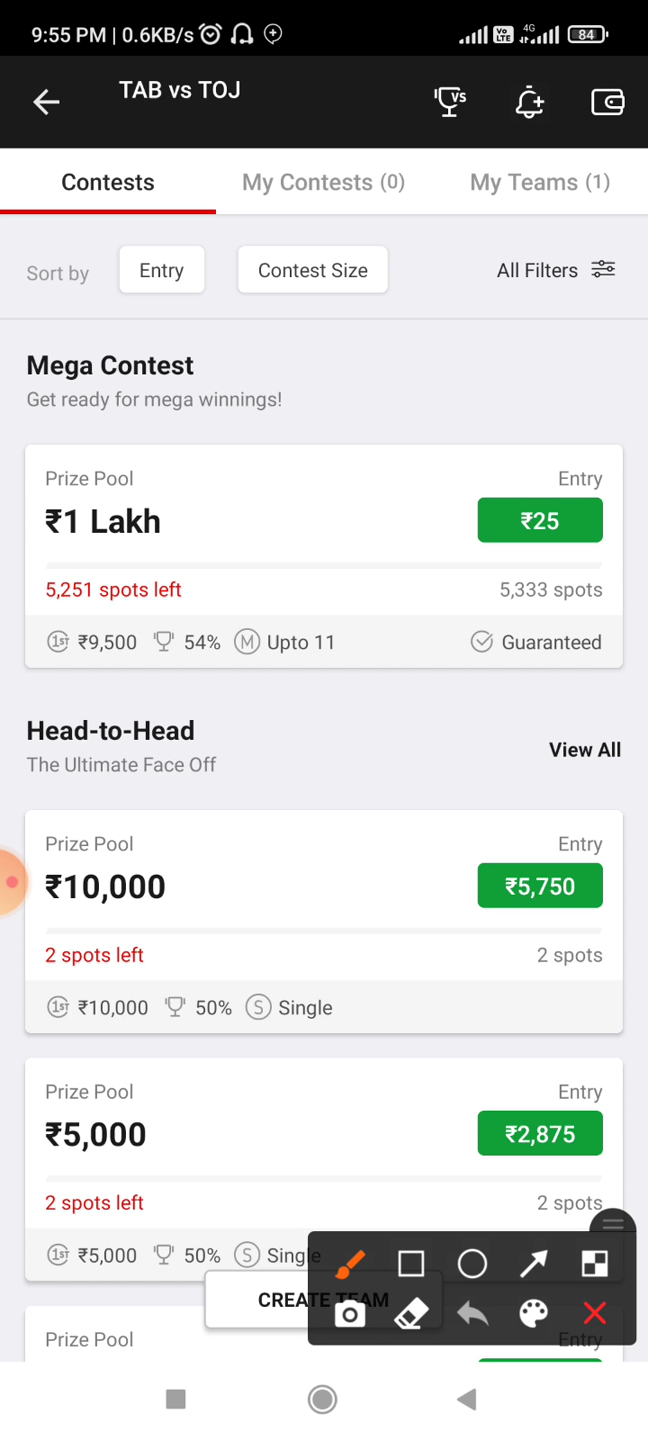 9:55 PM | 0.6KB/s Vo LTE 4G 84
TAB vs TOJ
VS
Contests My Contests (0) My Teams (1)
Sort by Entry Contest Size All Filters
Mega Contest
Get ready for mega winnings!
Prize Pool Entry
₹1 Lakh ₹25
5,251 spots left 5,333 spots
1ST ₹9,500 54% M Upto 11 Guaranteed
Head-to-Head
The Ultimate Face Off View All
Prize Pool Entry
₹10,000 ₹5,750
2 spots left 2 spots
1ST ₹10,000 50% S Single
Prize Pool Entry
₹5,000 ₹2,875
2 spots left 2 spots
1ST ₹5,000 50% S Single
CREATE TEAM
Prize Pool Entry